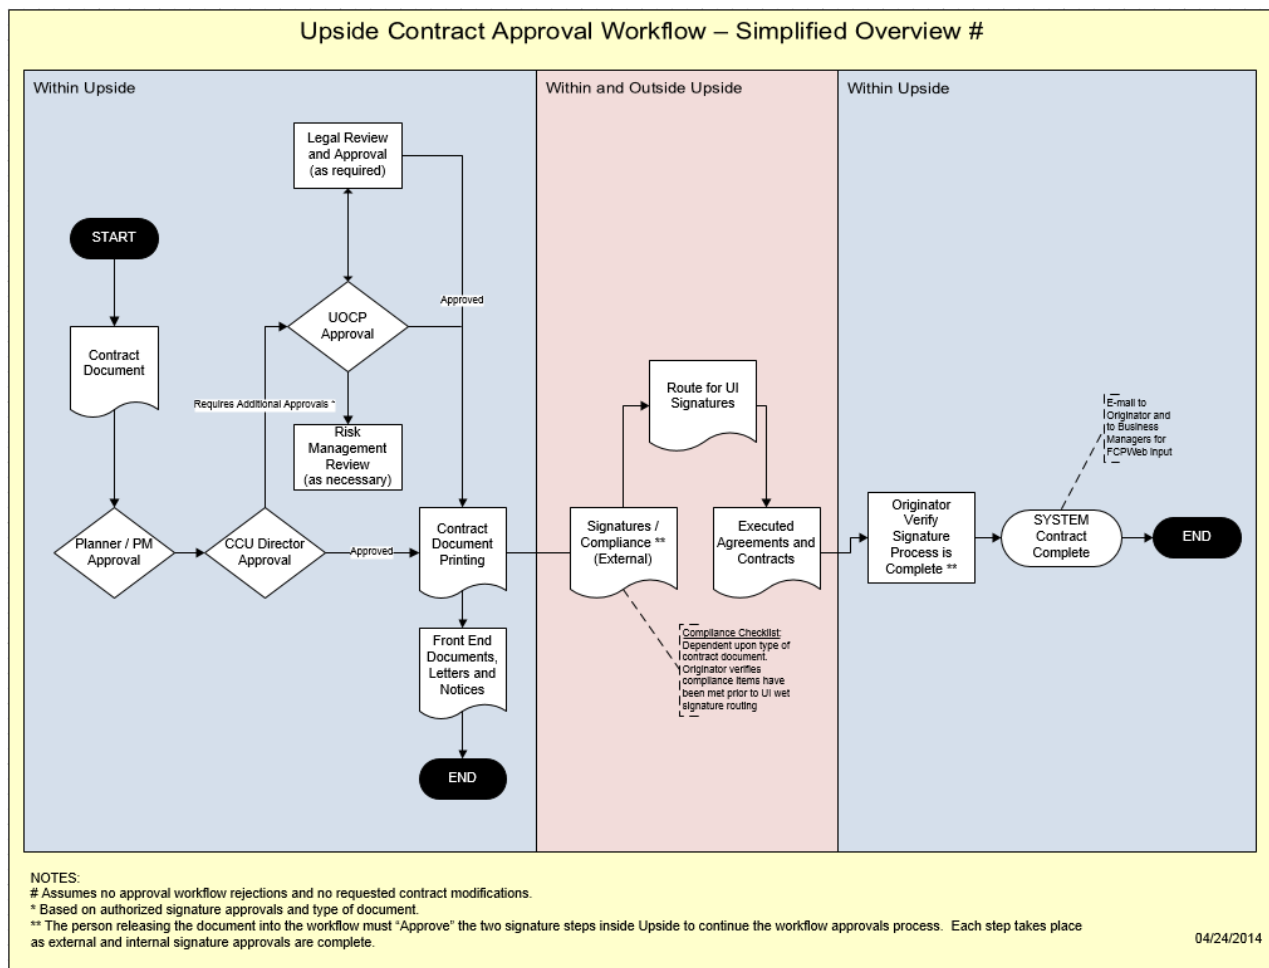 Upside Contract Approval Workflow – Simplified Overview #
Within Upside
Within and Outside Upside
Within Upside
Legal Review
and Approval
(as required)
START
Approved
UOCP
Approval
Contract
Document
Requires Additional Approvals *
Risk
Management
Review
(as necessary)
Planner / PM
Approval
CCU Director
Approval
Approved
Contract
Document
Printing
Front End
Documents,
Letters and
Notices
END
Route for UI
Signatures
Signatures /
Compliance **
(External)
Executed
Agreements and
Contracts
Compliance Checklist:
Dependent upon type of
contract document.
Originator verifies
compliance items have
been met prior to UI wet
signature routing
E-mail to
Originator and
to Business
Managers for
FCPWeb input
Originator
Verify
Signature
Process is
Complete **
SYSTEM
Contract
Complete
END
NOTES:
# Assumes no approval workflow rejections and no requested contract modifications.
* Based on authorized signature approvals and type of document.
** The person releasing the document into the workflow must “Approve” the two signature steps inside Upside to continue the workflow approvals process.  Each step takes place
as external and internal signature approvals are complete.
04/24/2014